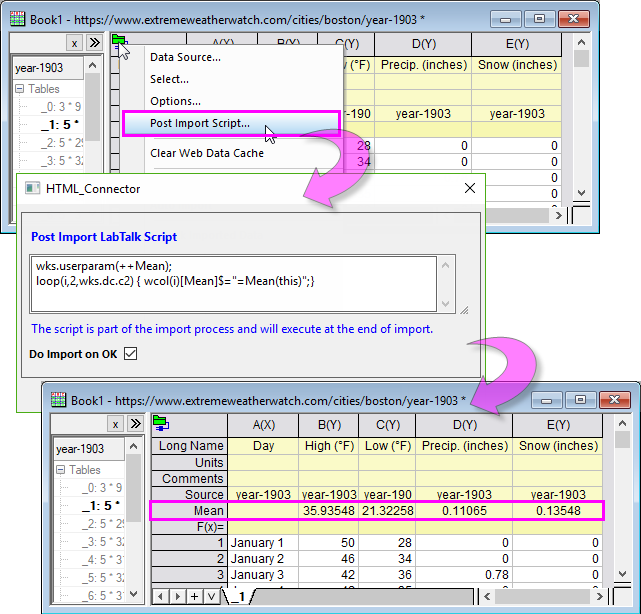 Book1 - https://www.extremeweatherwatch.com/cities/boston/year-1903 *
x
A(X) B(Y) C(Y) D(Y) E(Y)
year-1903
Data Source...
(°F) Precip. (inches) Snow (inches)
Tables
Select...
_0: 3 * 9
Options...
_1: 5 *
Post Import Script...
-190 year-1903 year-1903
_2: 5 * 29
_3: 5 * 32
Clear Web Data Cache
28 0 0
34 0 0
0
0
0
HTML_Connector
Post Import LabTalk Script
wks.userparam(++Mean);
loop(i,2,wks.dc.c2) { wcol(i)[Mean]$="=Mean(this)";}
The script is part of the import process and will execute at the end of import.
Do Import on OK
Book1 - https://www.extremeweatherwatch.com/cities/boston/year-1903 *
x
A(X) B(Y) C(Y) D(Y) E(Y)
year-1903
Long Name Day High (°F) Low (°F) Precip. (inches) Snow (inches)
Tables
Units
_0: 3 * 9
Comments
_1: 5 *
Source year-1903 year-1903 year-190 year-1903 year-1903
_2: 5 * 29
Mean 35.93548 21.32258 0.11065 0.13548
_3: 5 * 32
F(x)=
_4: 5 * 31
1 January 1 50 28 0 0
_5: 5 * 32
2 January 2 46 34 0 0
_6: 5 * 32
3 January 3 42 36 0.78 0
_7: 5 * 33
_1